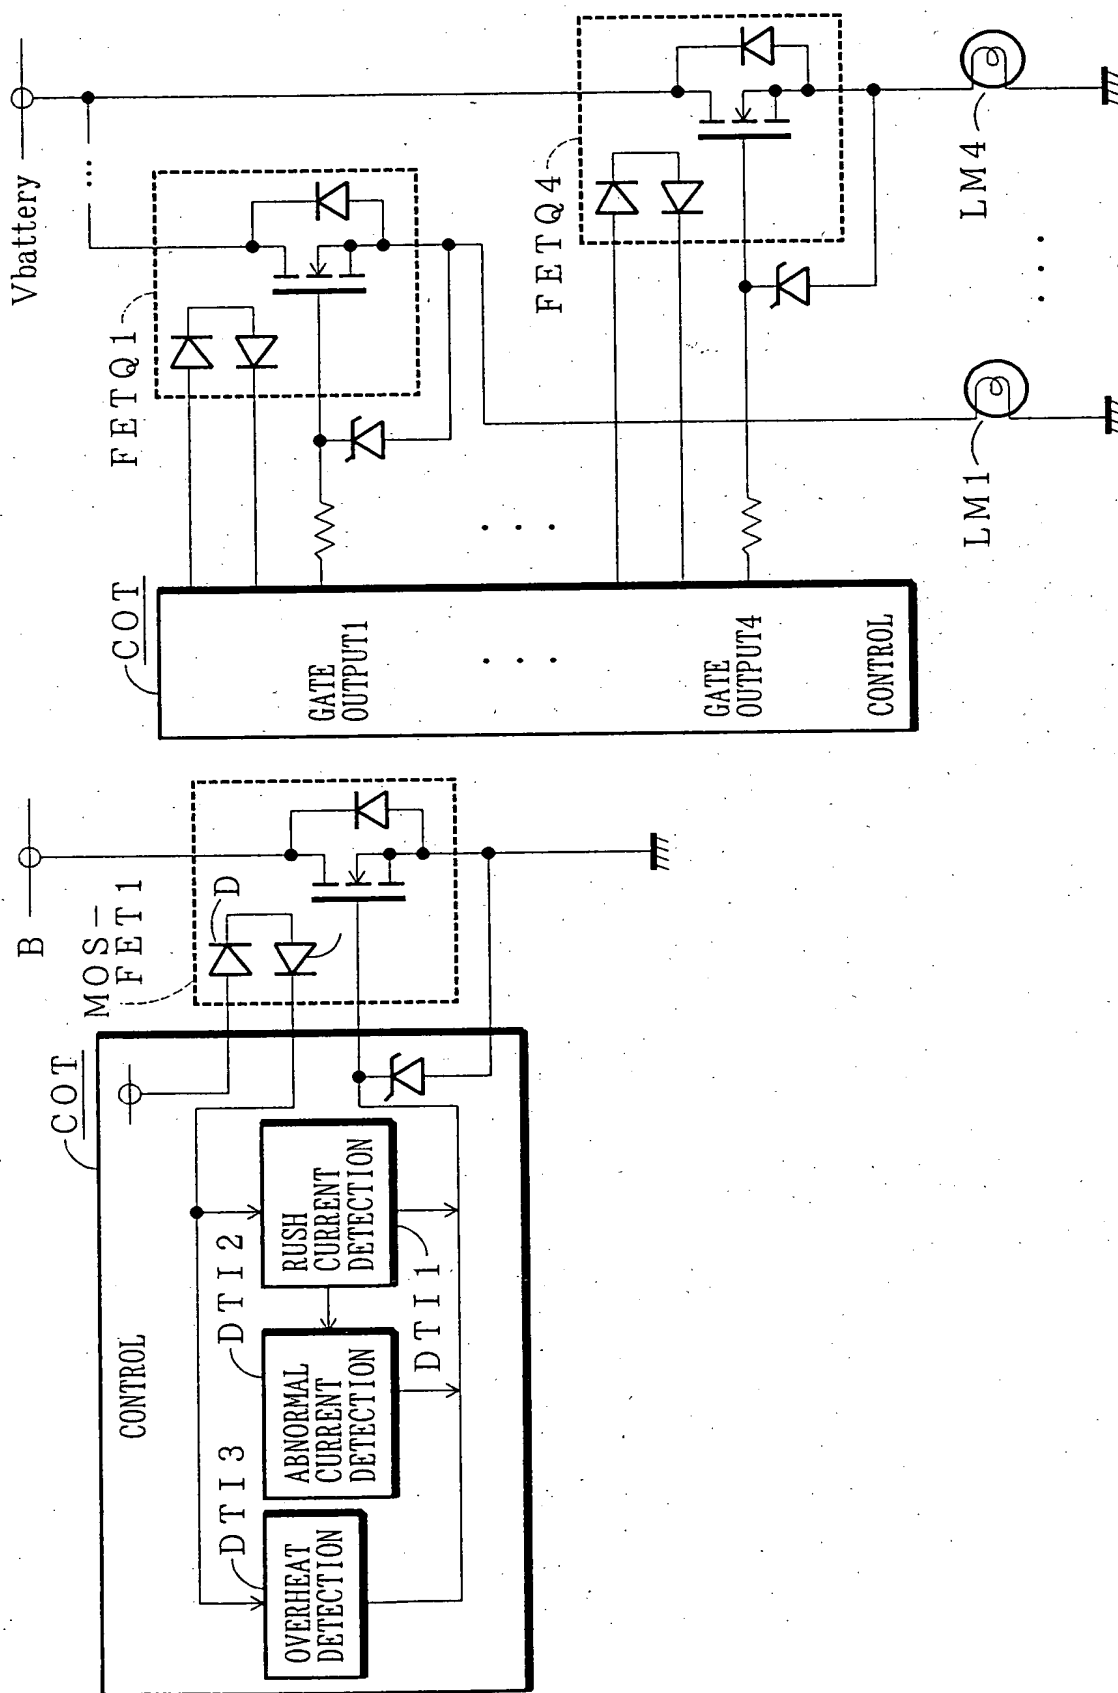 B
MOS-
FET1
D
COT
CONTROL
DTI3
DTI2
DTI1
OVERHEAT
DETECTION
ABNORMAL
CURRENT
DETECTION
RUSH
CURRENT
DETECTION
Vbattery
...
FETQ1
FETQ4
COT
GATE
OUTPUT1
...
...
GATE
OUTPUT4
CONTROL
LM1
...
LM4